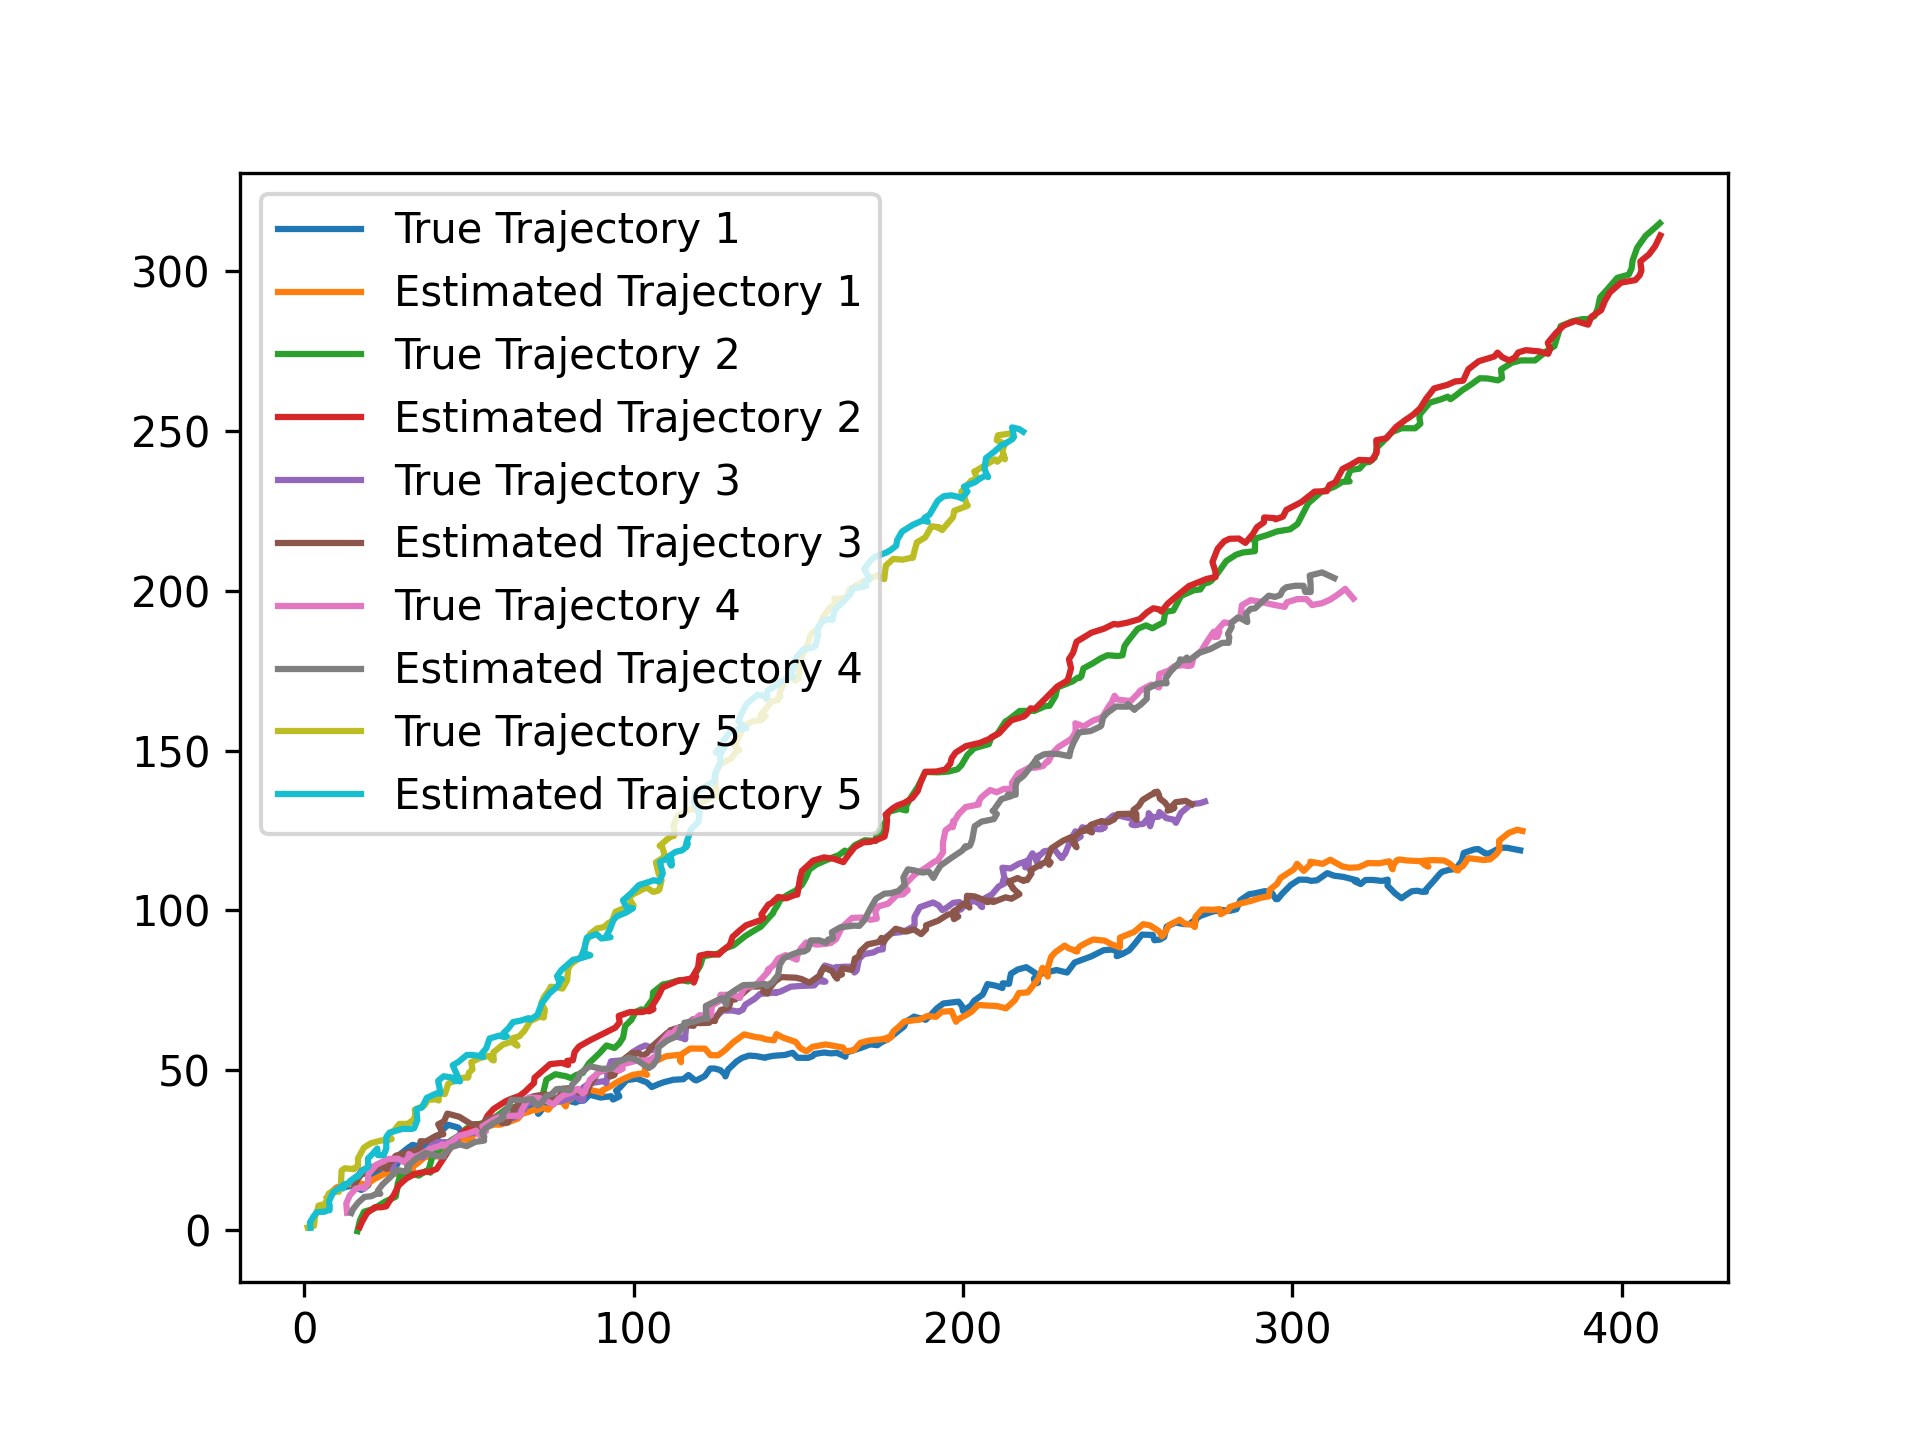 True Trajectory 1
Estimated Trajectory 1
True Trajectory 2
Estimated Trajectory 2
True Trajectory 3
Estimated Trajectory 3
True Trajectory 4
Estimated Trajectory 4
True Trajectory 5
Estimated Trajectory 5
300
250
200
150
100
50
0
0 100 200 300 400